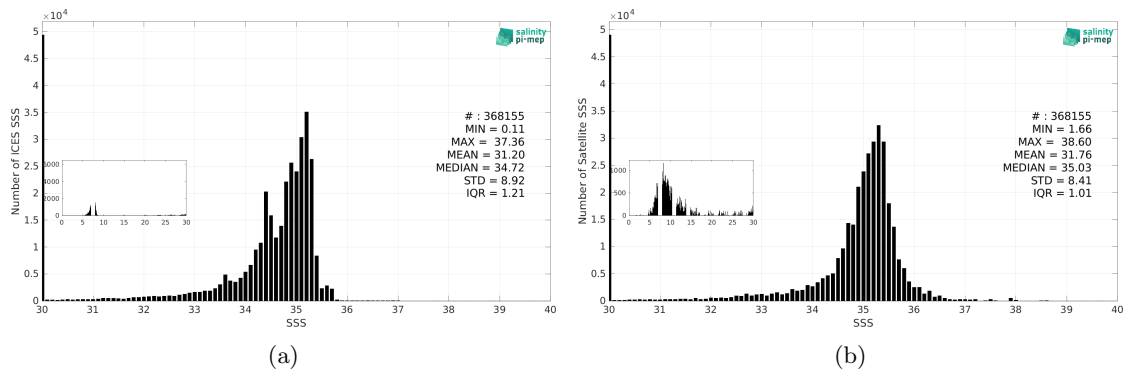 ×10⁴
5
4.5
4
3.5
3
2.5
2
1.5
1
0.5
0
Number of ICES SSS
salinity
pi-mep
# : 368155
MIN = 0.11
MAX = 37.36
MEAN = 31.20
MEDIAN = 34.72
STD = 8.92
IQR = 1.21
6000
4000
2000
0
0 5 10 15 20 25 30
30 31 32 33 34 35 36 37 38 39 40
SSS
(a)
×10⁴
5
4.5
4
3.5
3
2.5
2
1.5
1
0.5
0
Number of Satellite SSS
salinity
pi-mep
# : 368155
MIN = 1.66
MAX = 38.60
MEAN = 31.76
MEDIAN = 35.03
STD = 8.41
IQR = 1.01
1000
500
0
0 5 10 15 20 25 30
30 31 32 33 34 35 36 37 38 39 40
SSS
(b)